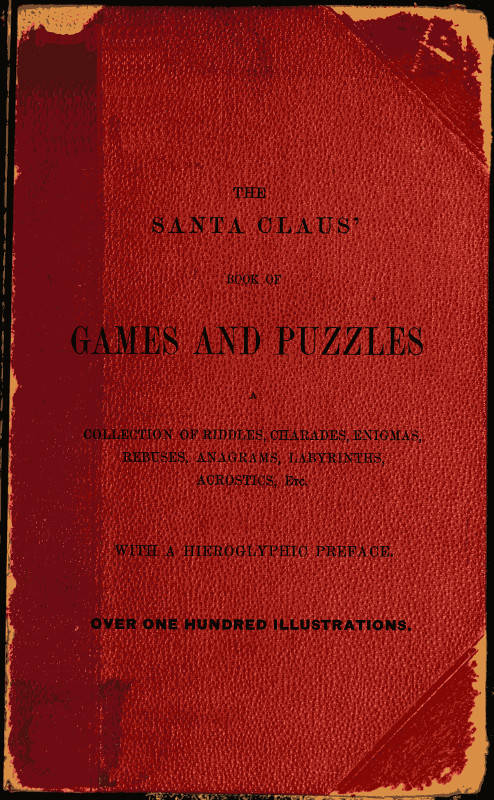 THE
SANTA CLAUS'
BOOK OF
GAMES AND PUZZLES
A
COLLECTION OF RIDDLES, CHARADES, ENIGMAS,
REBUSES, ANAGRAMS, LABYRINTHS,
ACROSTICS, Etc.
WITH A HIEROGLYPHIC PREFACE.
OVER ONE HUNDRED ILLUSTRATIONS.